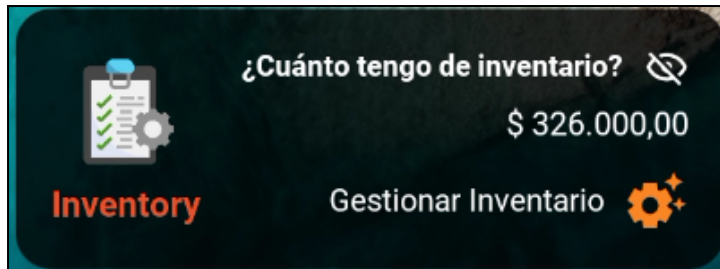 ¿Cuánto tengo de inventario?
$ 326.000,00
Inventory
Gestionar Inventario